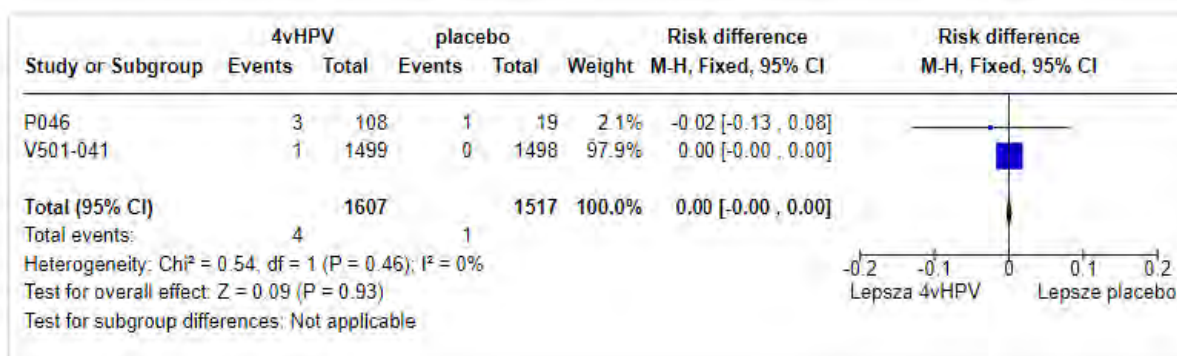 4vHPV placebo Risk difference Risk difference
Study or Subgroup Events Total Events Total Weight M-H, Fixed, 95% CI M-H, Fixed, 95% CI
P046 3 108 1 19 2.1% -0.02 [-0.13 , 0.08]
V501-041 1 1499 0 1498 97.9% 0.00 [-0.00 , 0.00]
Total (95% CI) 1607 1517 100.0% 0.00 [-0.00 , 0.00]
Total events: 4 1
Heterogeneity: Chi² = 0.54, df = 1 (P = 0.46); I² = 0%
Test for overall effect: Z = 0.09 (P = 0.93)
Test for subgroup differences: Not applicable
-0.2 -0.1 0 0.1 0.2
Lepsza 4vHPV Lepsze placebo